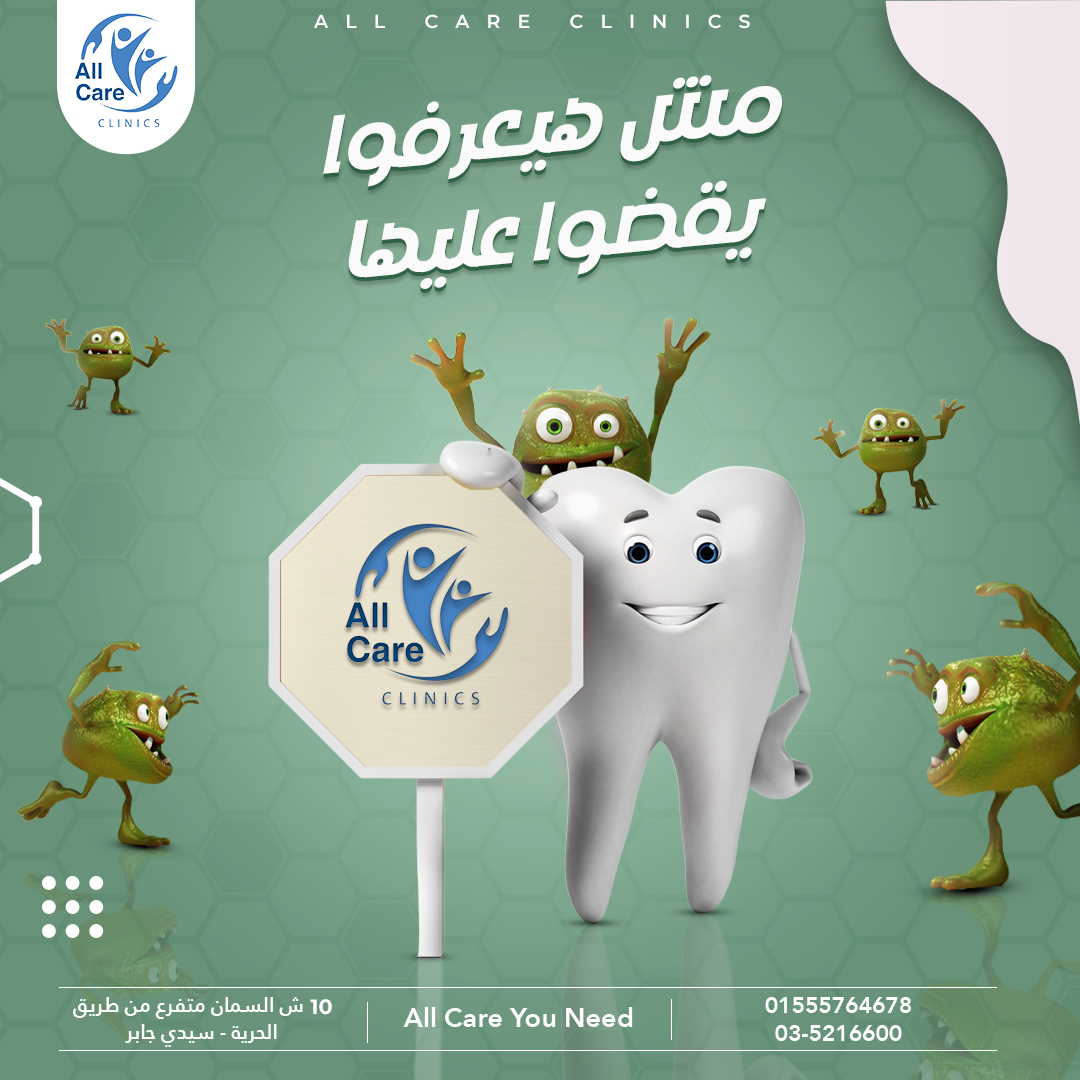 All
Care
CLINICS
ALL CARE CLINICS
مش هيعرفوا
يقضوا عليها
All
Care
CLINICS
10 ش السمان متفرع من طريق
الحرية - سيدي جابر
All Care You Need
01555764678
03-5216600